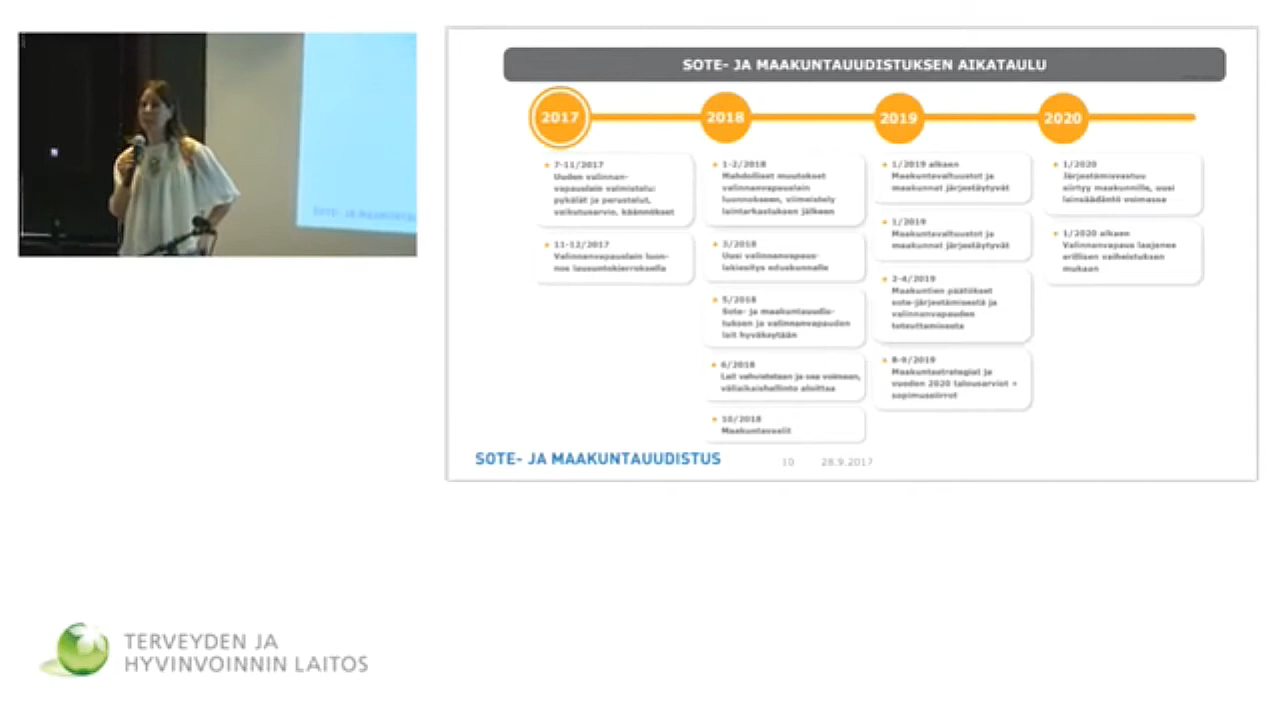 SOTE- JA MAAKUNTAUUDISTUKSEN AIKATAULU
2017
2018
2019
2020
7-11/2017
Uuden valinnan-
vapauslain valmistelu:
pykälät ja perustelut,
vaikutusarvio, käännökset
11-12/2017
Valinnanvapauslain luon-
nos lausuntokierroksella
1-2/2018
Mahdolliset muutokset
valinnanvapauslain
luonnokseen, viimeistely
laintarkastuksen jälkeen
3/2018
Uusi valinnanvapaus-
lakiesitys eduskunnalle
5/2018
Sote- ja maakuntauudis-
tuksen ja valinnanvapauden
lait hyväksytään
6/2018
Lait vahvistetaan ja osa voimaan,
väliaikaishallinto aloittaa
10/2018
Maakuntavaalit
1/2019 alkaen
Maakuntavaltuustot ja
maakunnat järjestäytyvät
1/2019
Maakuntavaltuustot ja
maakunnat järjestäytyvät
2-4/2019
Maakuntien päätökset
sote-järjestämisestä ja
valinnanvapauden
toteuttamisesta
8-9/2019
Maakuntastrategiat ja
vuoden 2020 talousarviot +
sopimussiirrot
1/2020
Järjestämisvastuu
siirtyy maakunnille, uusi
lainsäädäntö voimassa
1/2020 alkaen
Valinnanvapaus laajenee
erillisen vaiheistuksen
mukaan
SOTE- JA MAAKUNTAUUDISTUS
10 28.9.2017
TERVEYDEN JA
HYVINVOINNIN LAITOS